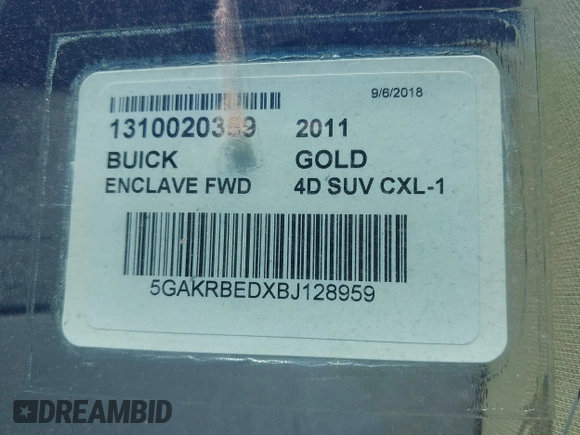 9/6/2018
1310020359 2011
BUICK GOLD
ENCLAVE FWD 4D SUV CXL-1
5GAKRBEDXBJ128959
DREAMBID